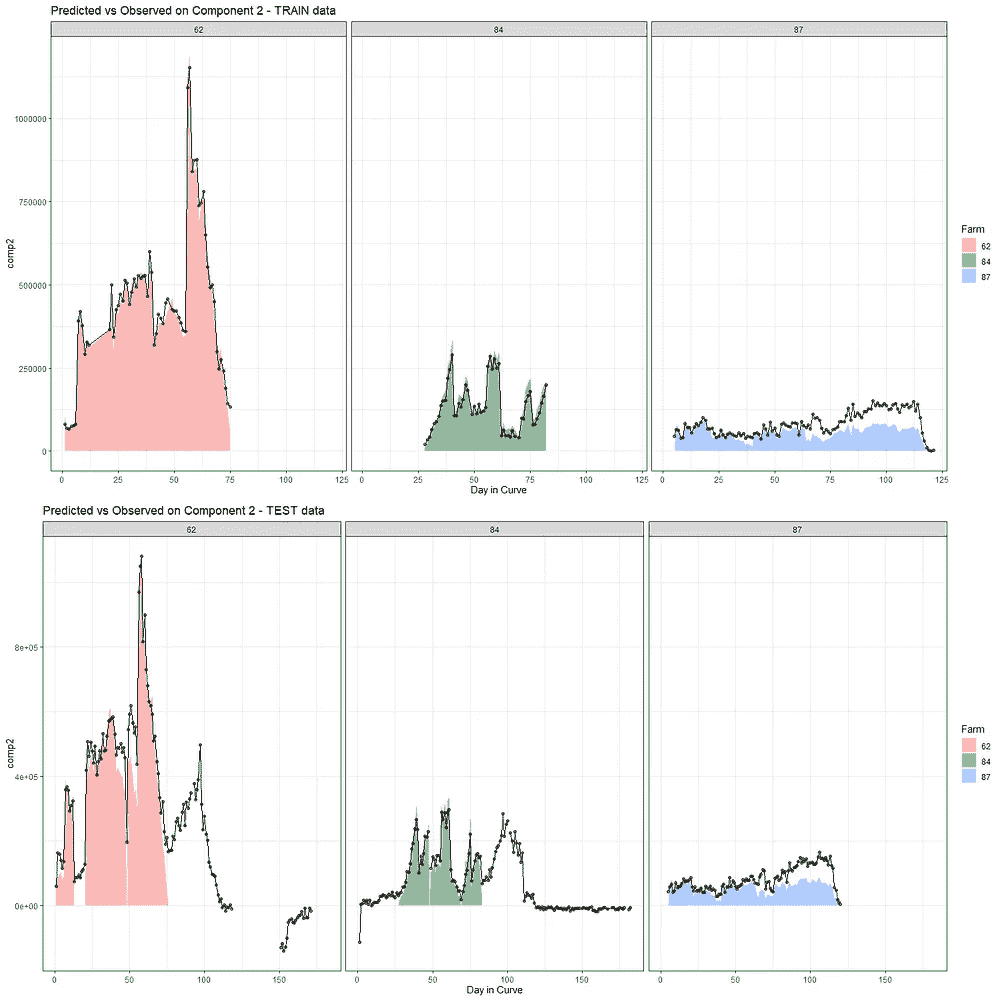 Predicted vs Observed on Component 2 - TRAIN data
62 84 87
1000000
750000
500000
250000
0
comp2
0 25 50 75 100 125 0 25 50 75 100 125 0 25 50 75 100 125
Day in Curve
Farm
62
84
87
Predicted vs Observed on Component 2 - TEST data
62 84 87
8e+05
4e+05
0e+00
comp2
0 50 100 150 0 50 100 150 0 50 100 150
Day in Curve
Farm
62
84
87